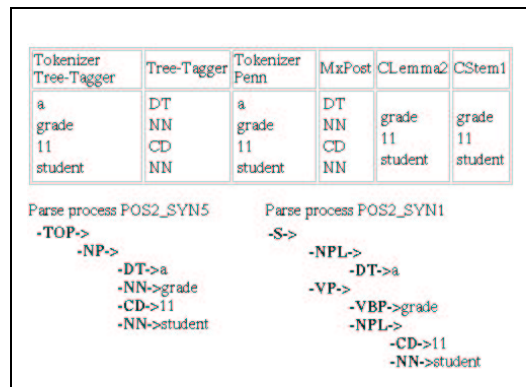 Tokenizer Tree-Tagger Tree-Tagger Tokenizer Penn MxPost CLemma2 CStem1
a DT a DT
grade NN grade NN grade grade
11 CD 11 CD 11 11
student NN student NN student student
Parse process POS2_SYN5
-TOP->
-NP->
-DT->a
-NN->grade
-CD->11
-NN->student
Parse process POS2_SYN1
-S->
-NPL->
-DT->a
-VP->
-VBP->grade
-NPL->
-CD->11
-NN->student